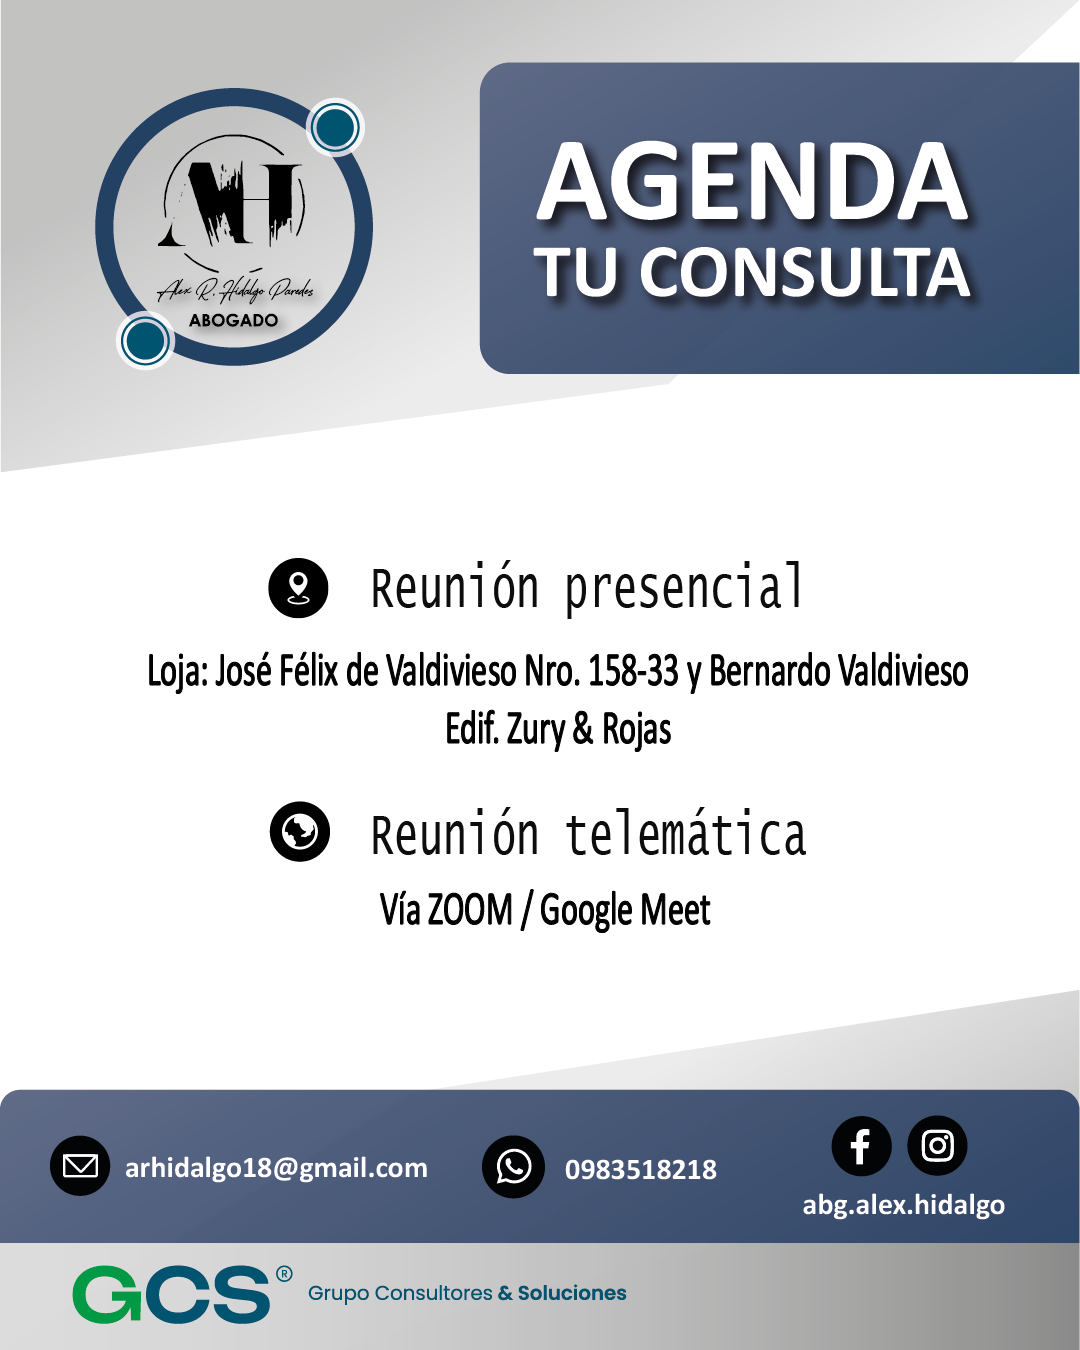 AH
Alex R. Hidalgo Paredes
ABOGADO
AGENDA
TU CONSULTA
Reunión presencial
Loja: José Félix de Valdivieso Nro. 158-33 y Bernardo Valdivieso
Edif. Zury & Rojas
Reunión telemática
Vía ZOOM / Google Meet
arhidalgo18@gmail.com
0983518218
abg.alex.hidalgo
GCS® Grupo Consultores & Soluciones